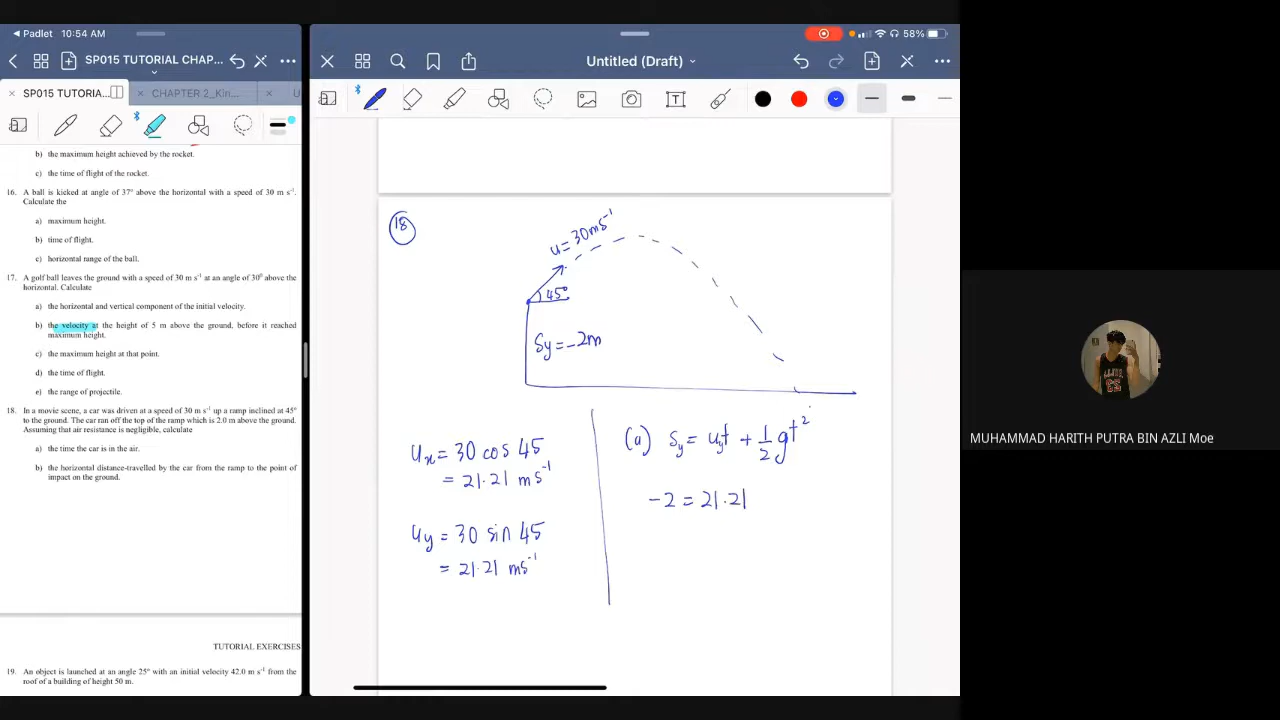 Padlet 10:54 AM
58%
SP015 TUTORIAL CHAP...
Untitled (Draft)
SP015 TUTORIA...
CHAPTER 2_Kin...
b) the maximum height achieved by the rocket.
c) the time of flight of the rocket.
16. A ball is kicked at angle of 37° above the horizontal with a speed of 30 m s⁻¹.
Calculate the
a) maximum height.
b) time of flight.
c) horizontal range of the ball.
17. A golf ball leaves the ground with a speed of 30 m s⁻¹ at an angle of 30⁰ above the
horizontal. Calculate
a) the horizontal and vertical component of the initial velocity.
b) the velocity at the height of 5 m above the ground, before it reached
maximum height.
c) the maximum height at that point.
d) the time of flight.
e) the range of projectile.
18. In a movie scene, a car was driven at a speed of 30 m s⁻¹ up a ramp inclined at 45°
to the ground. The car ran off the top of the ramp which is 2.0 m above the ground.
Assuming that air resistance is negligible, calculate
a) the time the car is in the air.
b) the horizontal distance-travelled by the car from the ramp to the point of
impact on the ground.
TUTORIAL EXERCISES
19. An object is launched at an angle 25° with an initial velocity 42.0 m s⁻¹ from the
roof of a building of height 50 m.
18
u = 30ms⁻¹
45°
Sy = -2m
ux = 30 cos 45
= 21.21 ms⁻¹
uy = 30 sin 45
= 21.21 ms⁻¹
(a) Sy = uyt + 1/2 gt²
-2 = 21.21
MUHAMMAD HARITH PUTRA BIN AZLI Moe